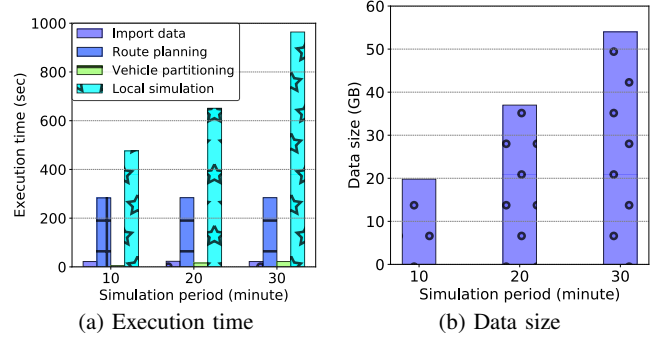 Import data
Route planning
Vehicle partitioning
Local simulation
Execution time (sec)
1000
800
600
400
200
0
10 20 30
Simulation period (minute)
(a) Execution time
Data size (GB)
60
50
40
30
20
10
0
10 20 30
Simulation period (minute)
(b) Data size